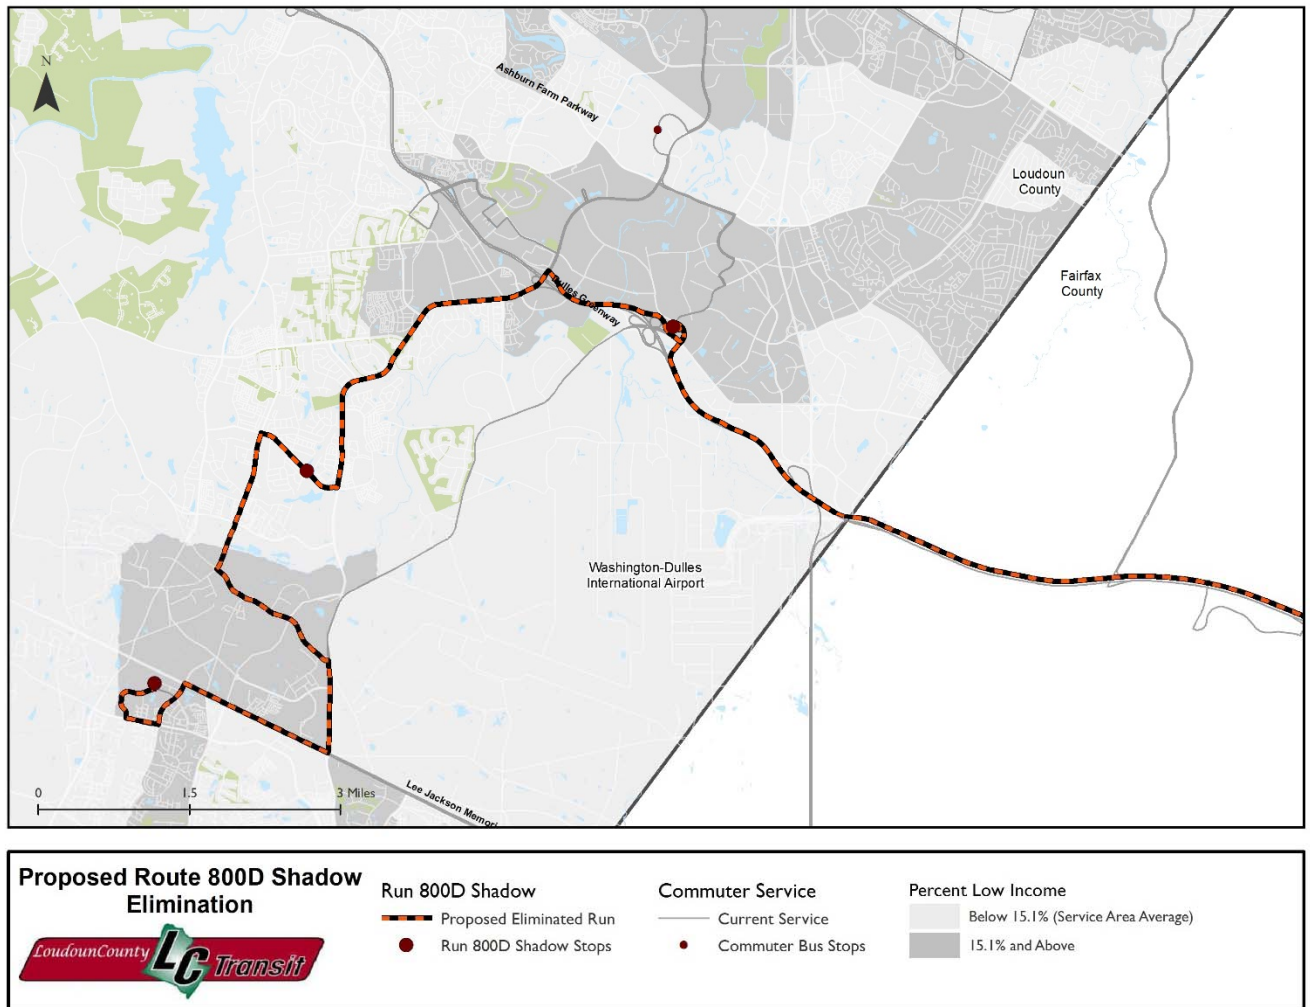 N
Ashburn Farm Parkway
Loudoun
County
Fairfax
County
Dulles Greenway
Washington-Dulles
International Airport
Lee Jackson Memori
0
1.5
3 Miles
Proposed Route 800D Shadow
Elimination
LoudounCounty LC Transit
Run 800D Shadow
Proposed Eliminated Run
Run 800D Shadow Stops
Commuter Service
Current Service
Commuter Bus Stops
Percent Low Income
Below 15.1% (Service Area Average)
15.1% and Above